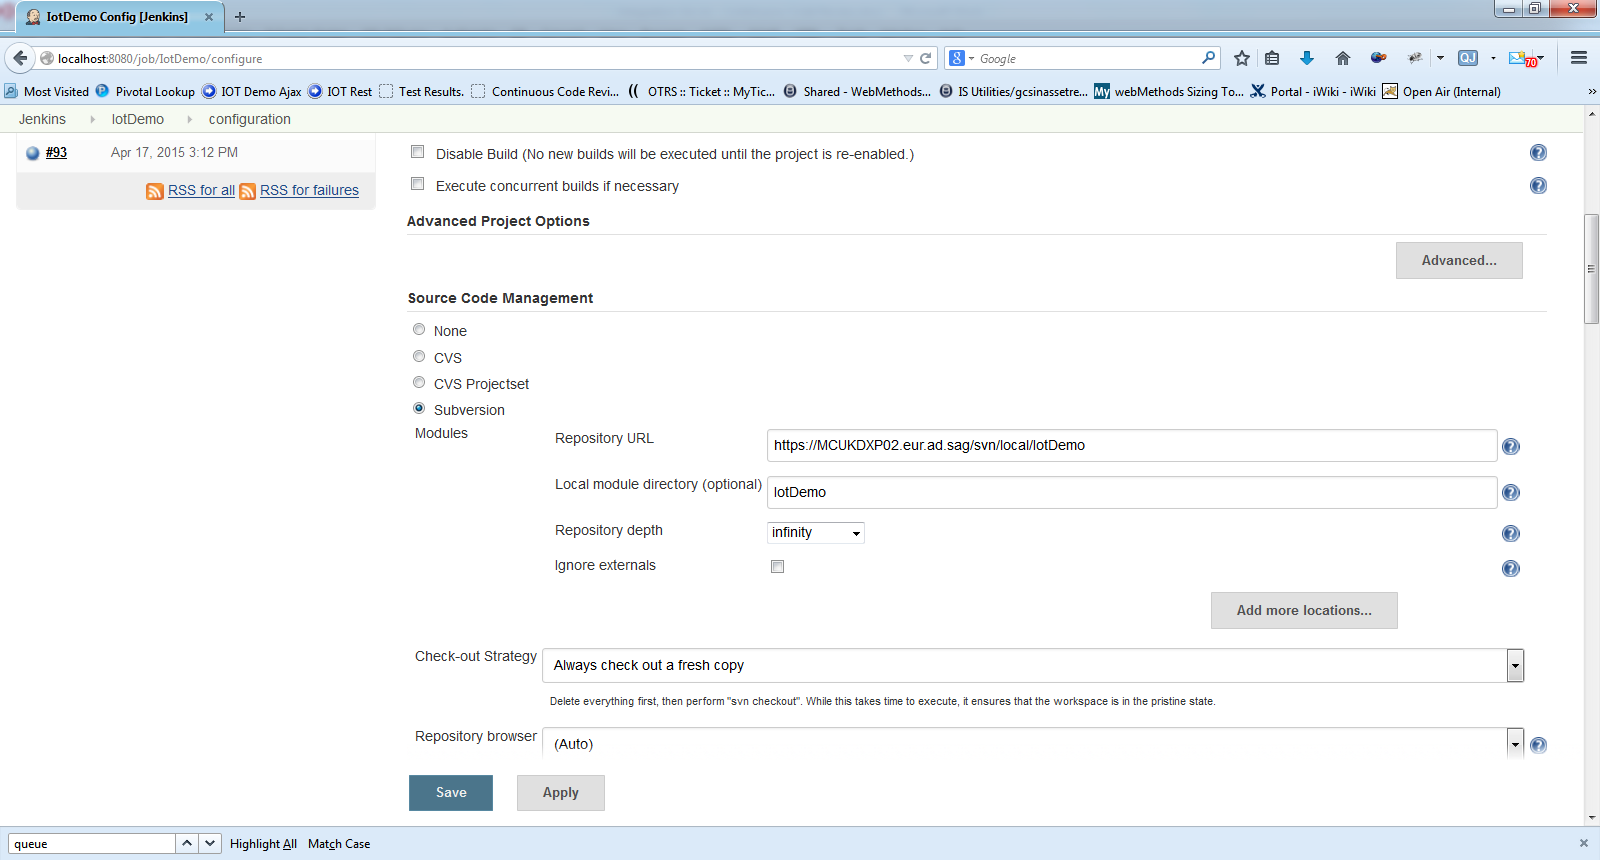 IotDemo Config [Jenkins]
localhost:8080/job/IotDemo/configure
Google
QJ
70
Most Visited Pivotal Lookup IOT Demo Ajax IOT Rest Test Results. Continuous Code Revi... OTRS :: Ticket :: MyTic... Shared - WebMethods... IS Utilities/gcsinassetre... My webMethods Sizing To... Portal - iWiki - iWiki Open Air (Internal)
Jenkins IotDemo configuration
#93 Apr 17, 2015 3:12 PM
RSS for all RSS for failures
Disable Build (No new builds will be executed until the project is re-enabled.)
Execute concurrent builds if necessary
Advanced Project Options
Advanced...
Source Code Management
None
CVS
CVS Projectset
Subversion
Modules
Repository URL https://MCUKDXP02.eur.ad.sag/svn/local/IotDemo
Local module directory (optional) IotDemo
Repository depth infinity
Ignore externals
Add more locations...
Check-out Strategy Always check out a fresh copy
Delete everything first, then perform "svn checkout". While this takes time to execute, it ensures that the workspace is in the pristine state.
Repository browser (Auto)
Save Apply
queue Highlight All Match Case